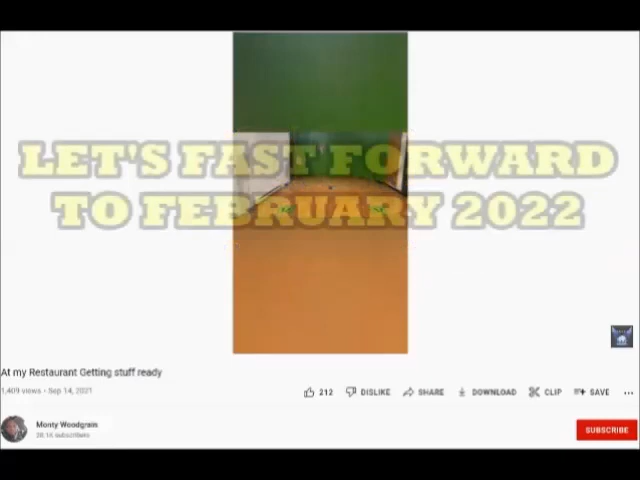 LET'S FAST FORWARD
TO FEBRUARY 2022
At my Restaurant Getting stuff ready
1,409 views • Sep 14, 2021
212 DISLIKE SHARE DOWNLOAD CLIP SAVE
Monty Woodgrain
subscribers
SUBSCRIBE